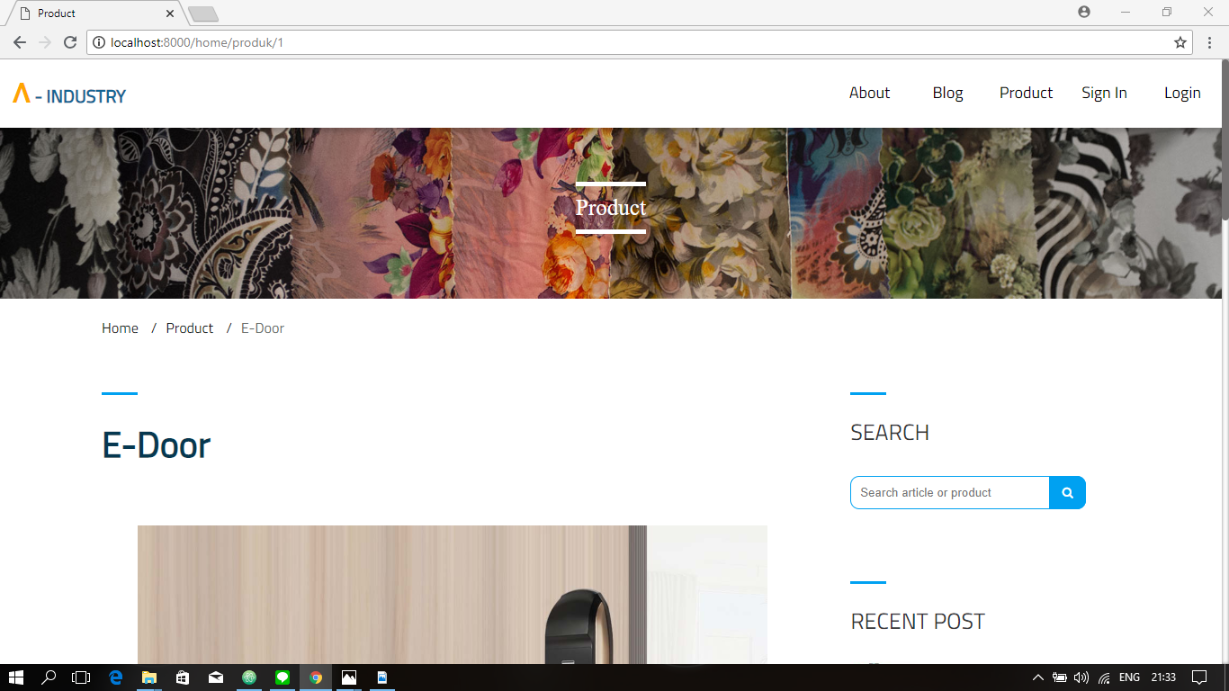 Product
localhost:8000/home/produk/1
Λ - INDUSTRY
About Blog Product Sign In Login
Product
Home / Product / E-Door
E-Door
SEARCH
Search article or product
RECENT POST
ENG 21:33